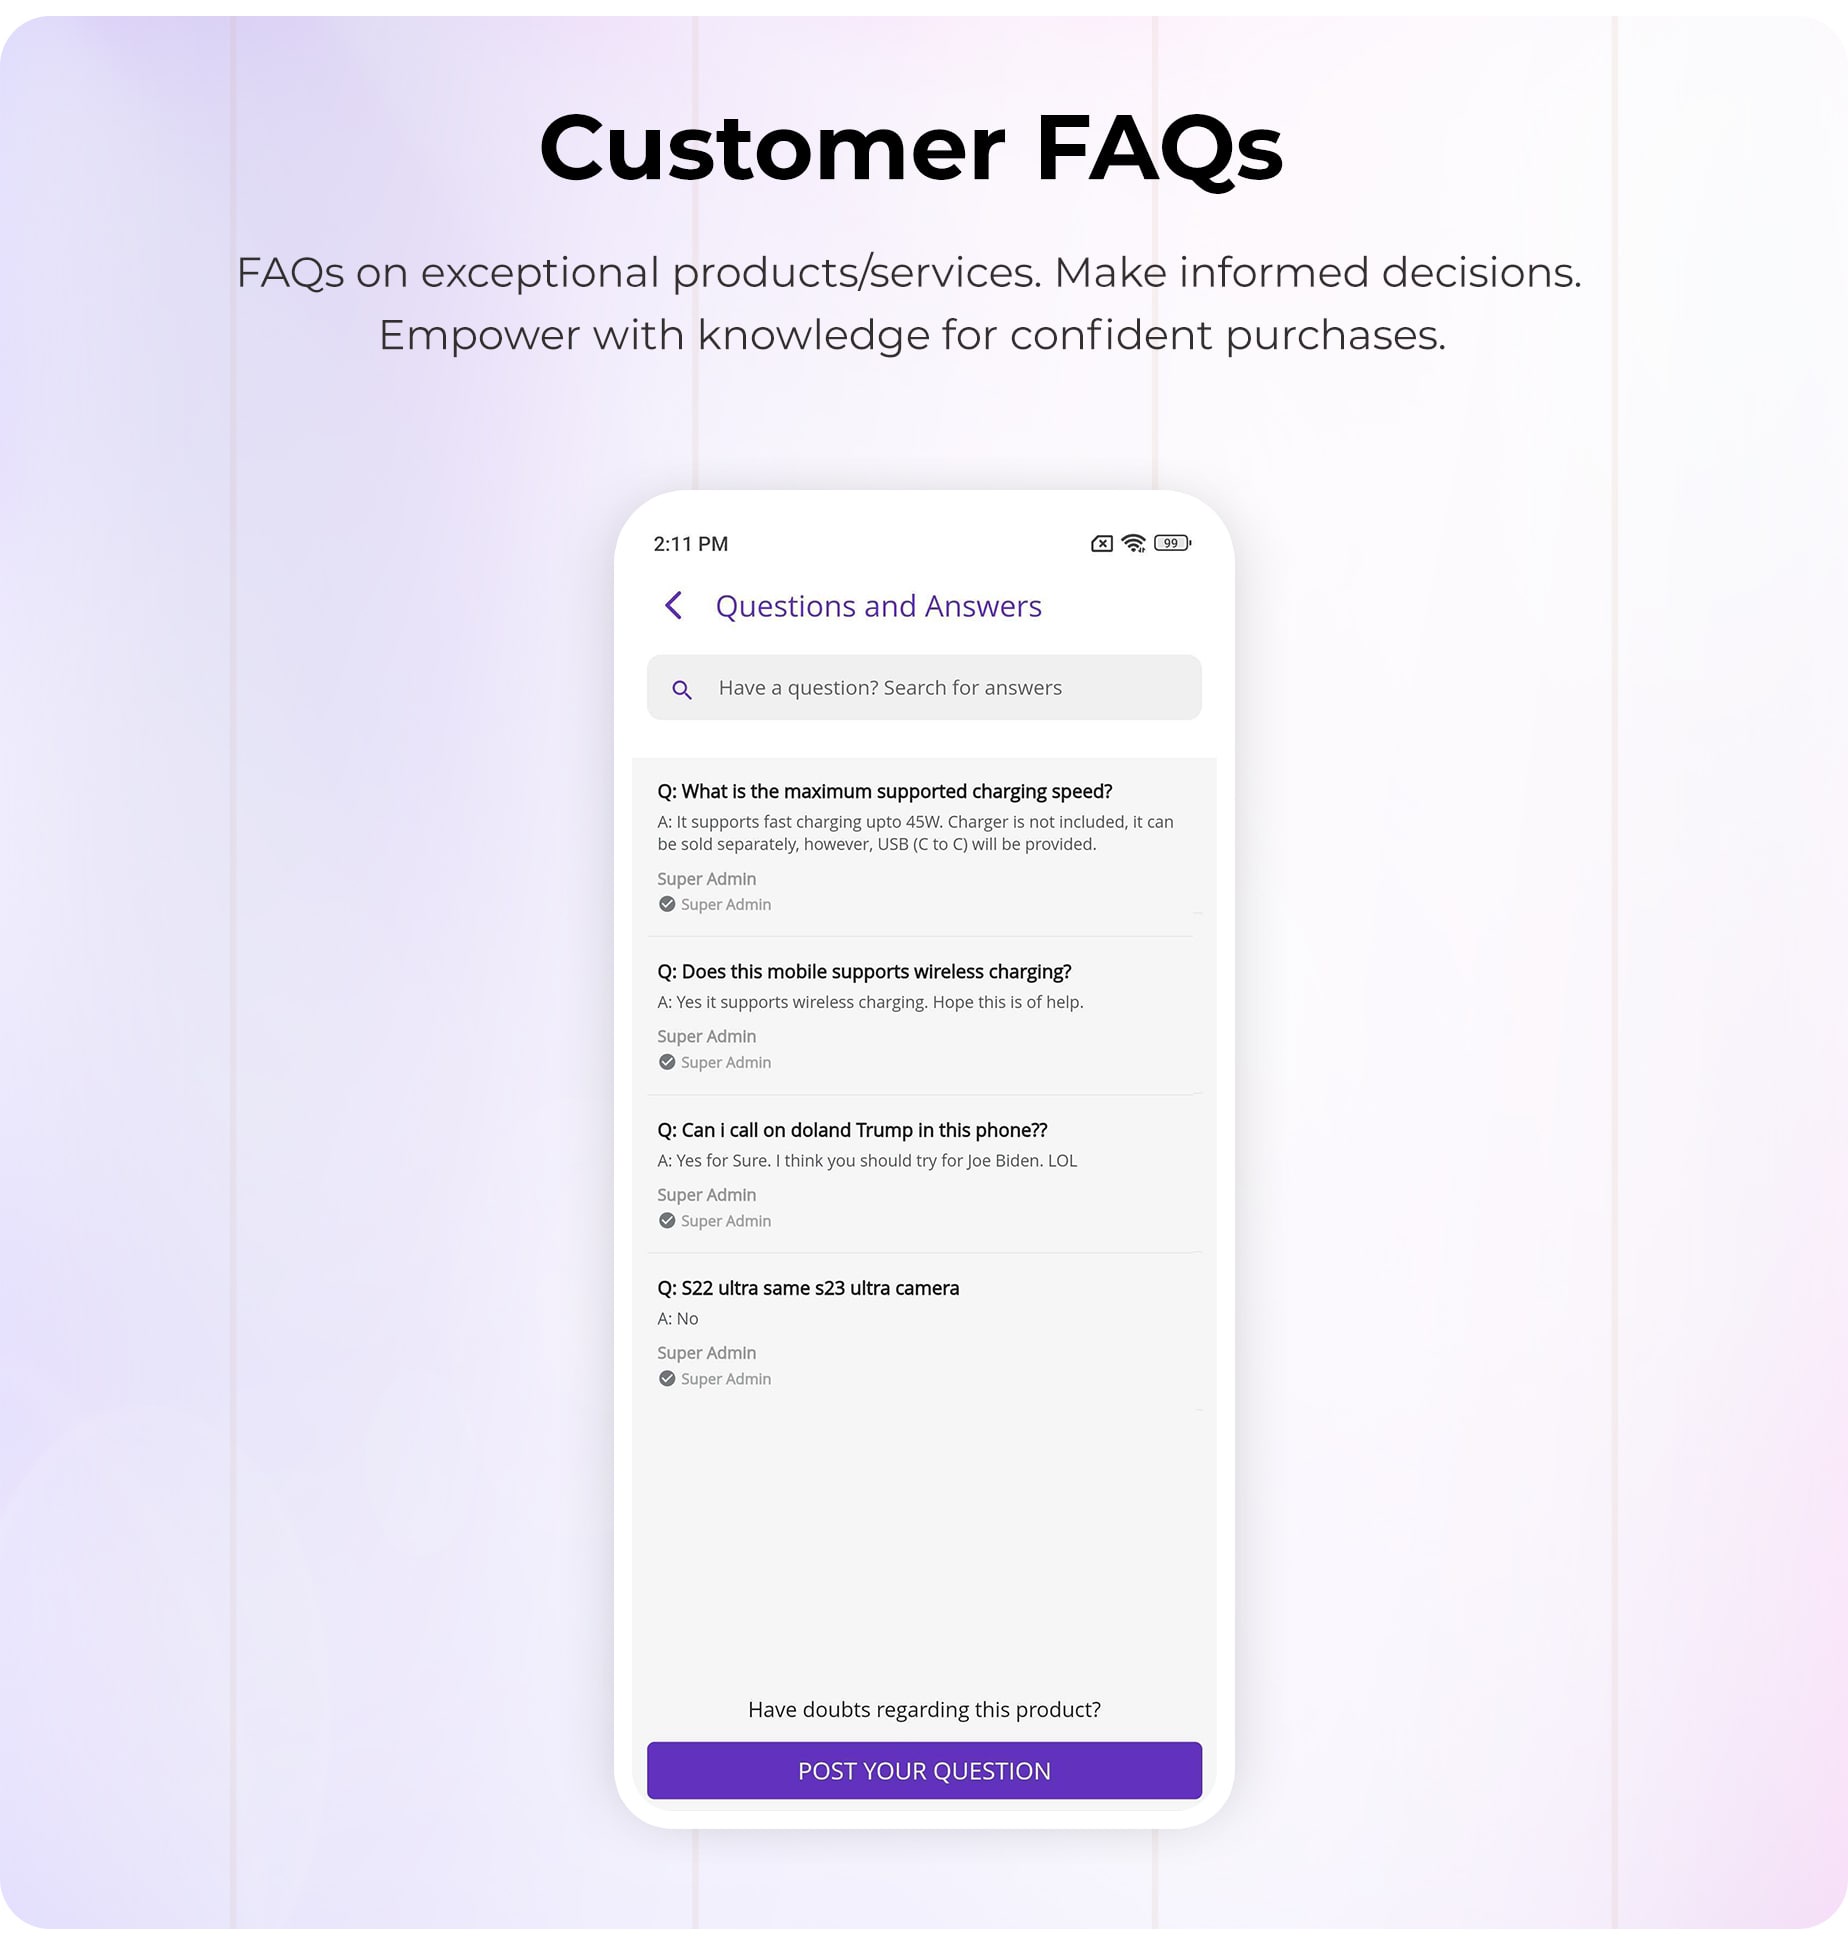 Customer FAQs
FAQs on exceptional products/services. Make informed decisions.
Empower with knowledge for confident purchases.
2:11 PM
99
Questions and Answers
Have a question? Search for answers
Q: What is the maximum supported charging speed?
A: It supports fast charging upto 45W. Charger is not included, it can
be sold separately, however, USB (C to C) will be provided.
Super Admin
Super Admin
Q: Does this mobile supports wireless charging?
A: Yes it supports wireless charging. Hope this is of help.
Super Admin
Super Admin
Q: Can i call on doland Trump in this phone??
A: Yes for Sure. I think you should try for Joe Biden. LOL
Super Admin
Super Admin
Q: S22 ultra same s23 ultra camera
A: No
Super Admin
Super Admin
Have doubts regarding this product?
POST YOUR QUESTION